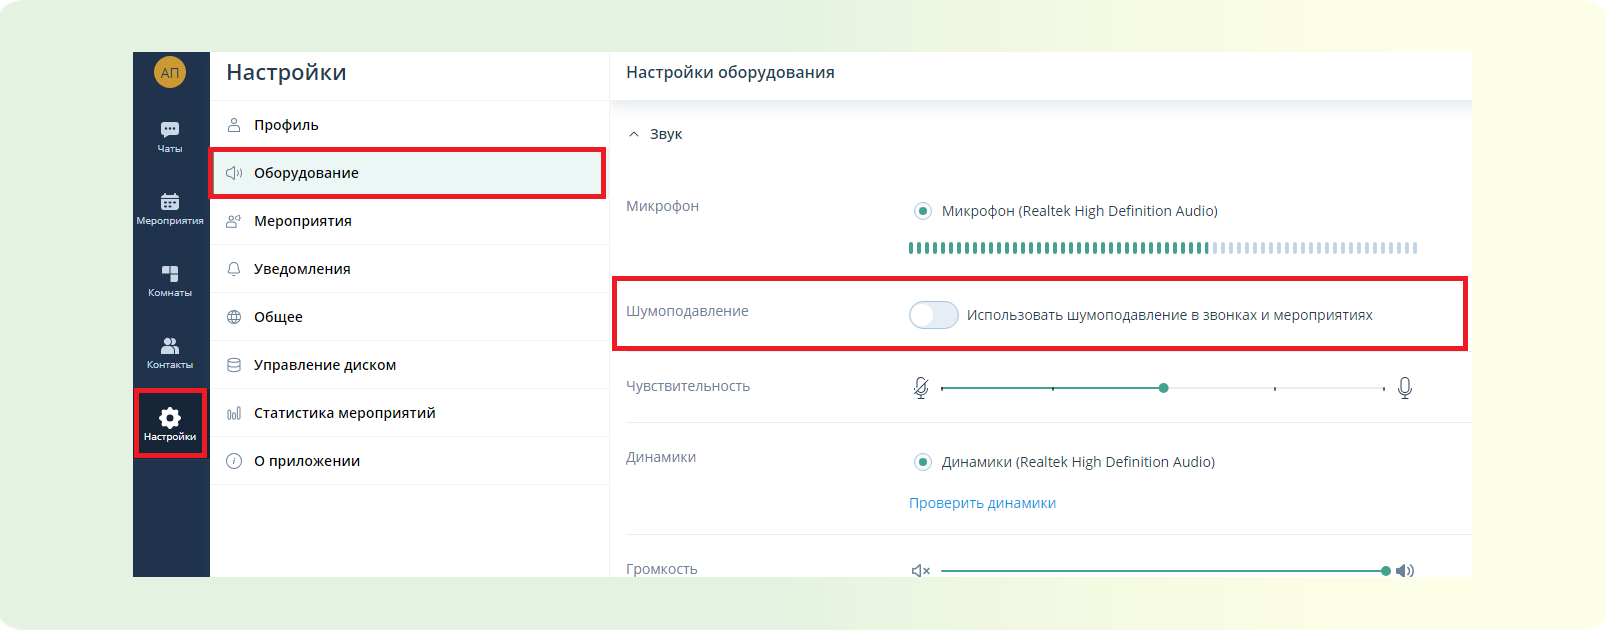 АП
Чаты
Мероприятия
Комнаты
Контакты
Настройки
Настройки
Профиль
Оборудование
Мероприятия
Уведомления
Общее
Управление диском
Статистика мероприятий
О приложении
Настройки оборудования
Звук
Микрофон
Микрофон (Realtek High Definition Audio)
Шумоподавление
Использовать шумоподавление в звонках и мероприятиях
Чувствительность
Динамики
Динамики (Realtek High Definition Audio)
Проверить динамики
Громкость